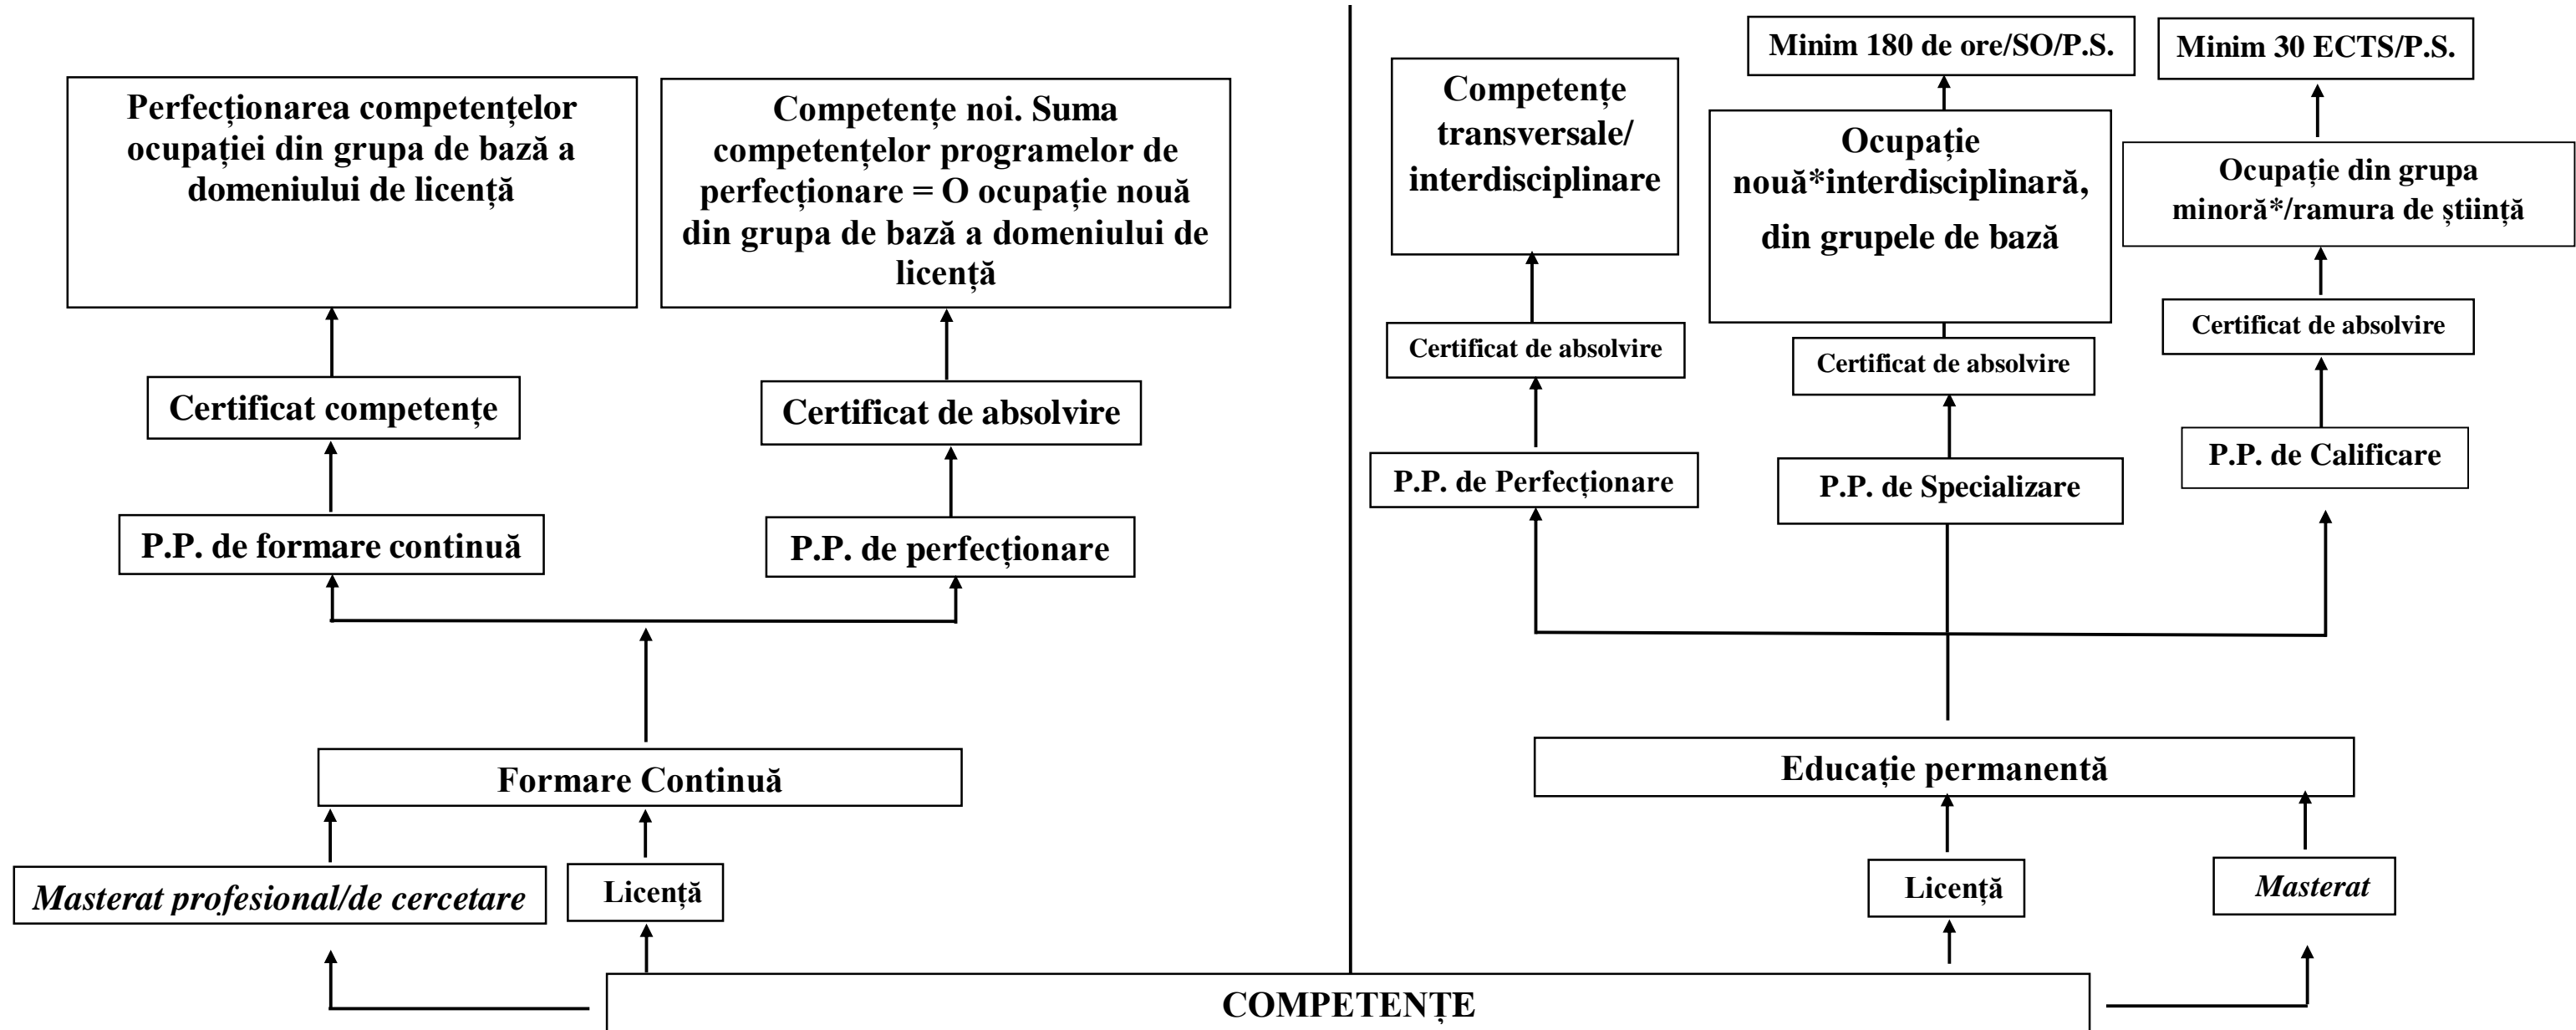 Perfecționarea competențelor
ocupației din grupa de bază a
domeniului de licență
Competențe noi. Suma
competențelor programelor de
perfecționare = O ocupație nouă
din grupa de bază a domeniului de
licență
Certificat competențe
Certificat de absolvire
P.P. de formare continuă
P.P. de perfecționare
Formare Continuă
Masterat profesional/de cercetare
Licență
Competențe
transversale/
interdisciplinare
Minim 180 de ore/SO/P.S.
Minim 30 ECTS/P.S.
Ocupație
nouă*interdisciplinară,
din grupele de bază
Ocupație din grupa
minoră*/ramura de știință
Certificat de absolvire
Certificat de absolvire
Certificat de absolvire
P.P. de Perfecționare
P.P. de Specializare
P.P. de Calificare
Educație permanentă
Licență
Masterat
COMPETENȚE